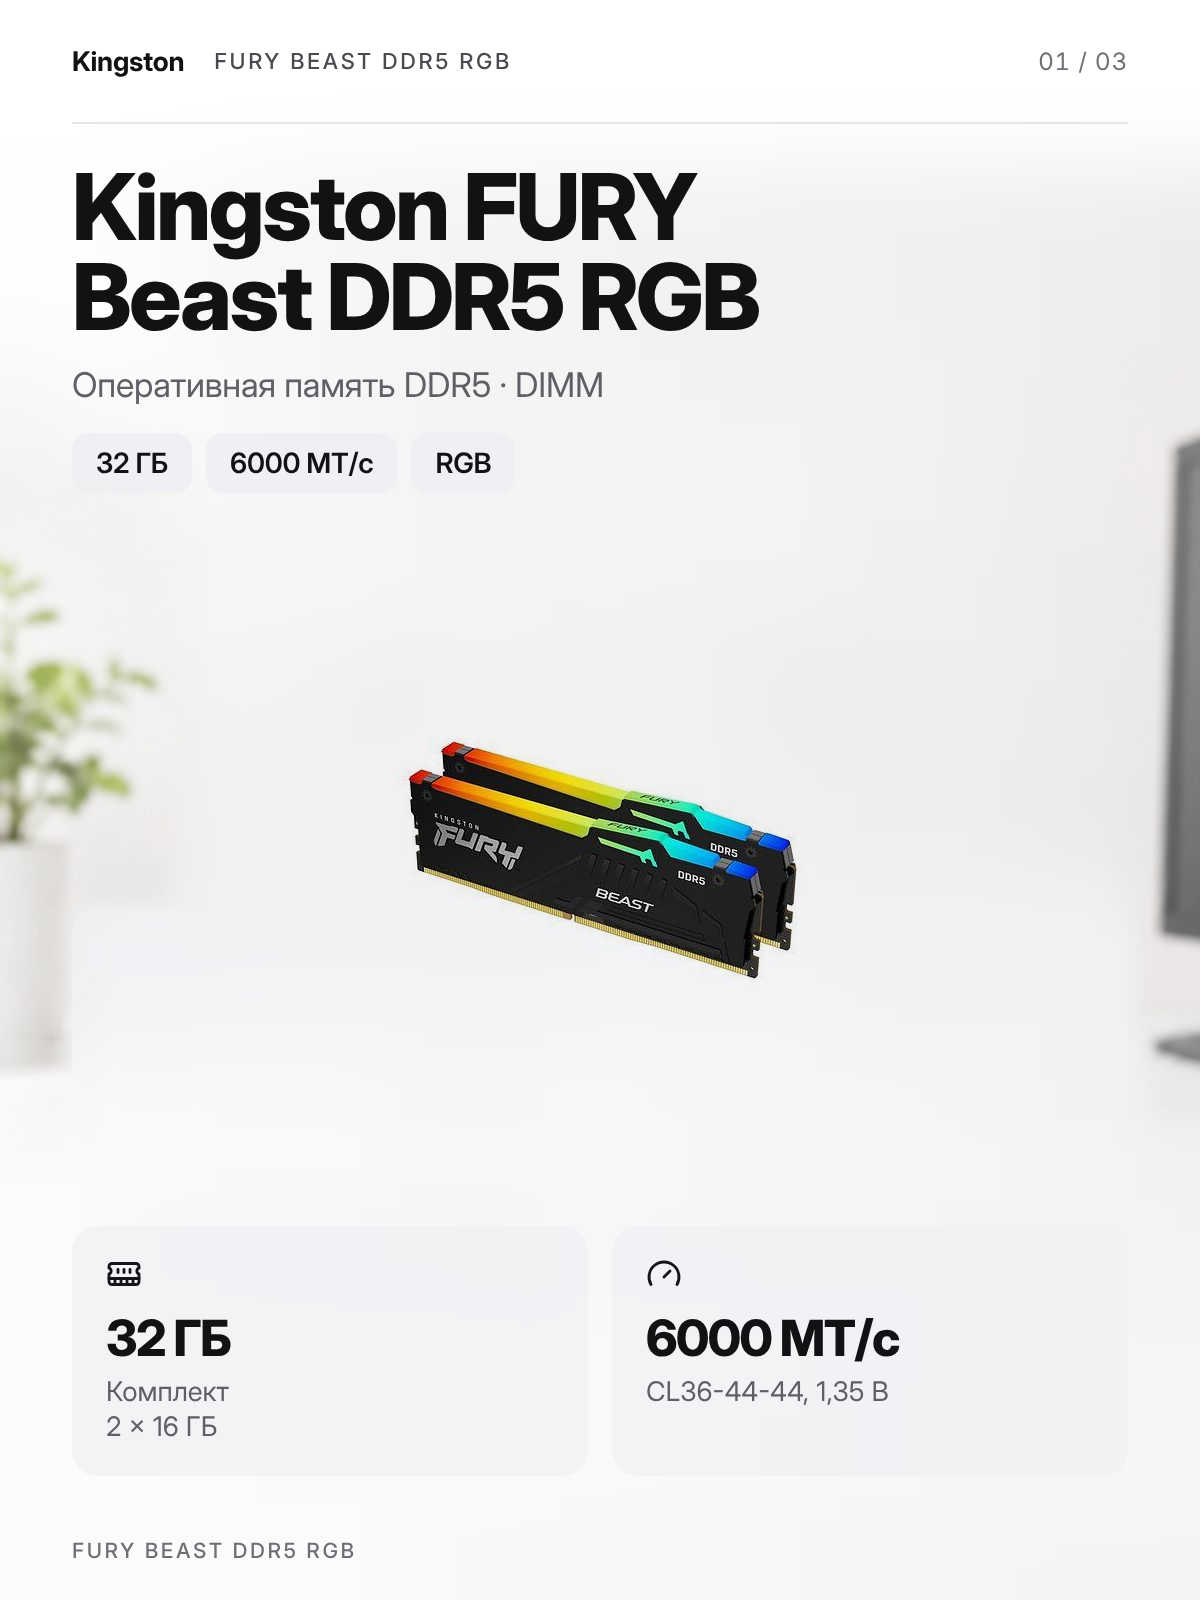 Kingston FURY BEAST DDR5 RGB 01 / 03
Kingston FURY
Beast DDR5 RGB
Оперативная память DDR5 · DIMM
32 ГБ 6000 МТ/с RGB
FURY
FURY
DDR5
KINGSTON
FURY
DDR5
BEAST
32 ГБ
Комплект
2 × 16 ГБ
6000 МТ/с
CL36-44-44, 1,35 В
FURY BEAST DDR5 RGB